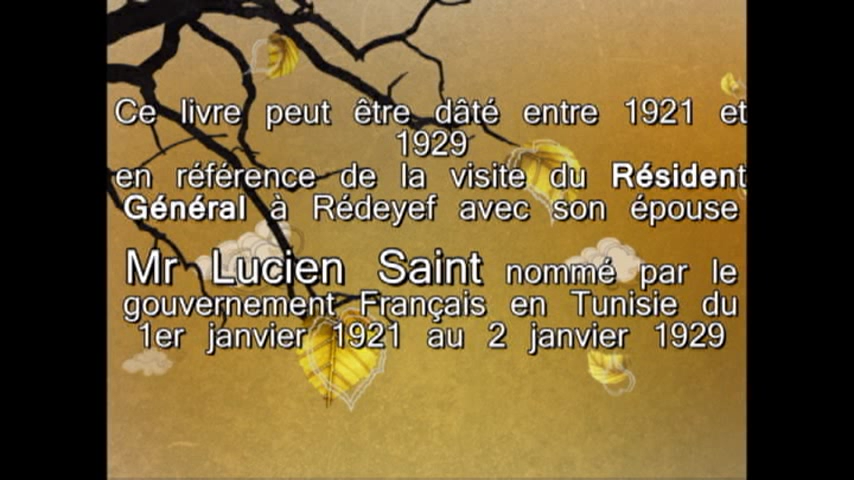 Ce livre peut être dâté entre 1921 et
1929
en référence de la visite du Résident
Général à Rédeyef avec son épouse
Mr Lucien Saint nommé par le
gouvernement Français en Tunisie du
1er janvier 1921 au 2 janvier 1929